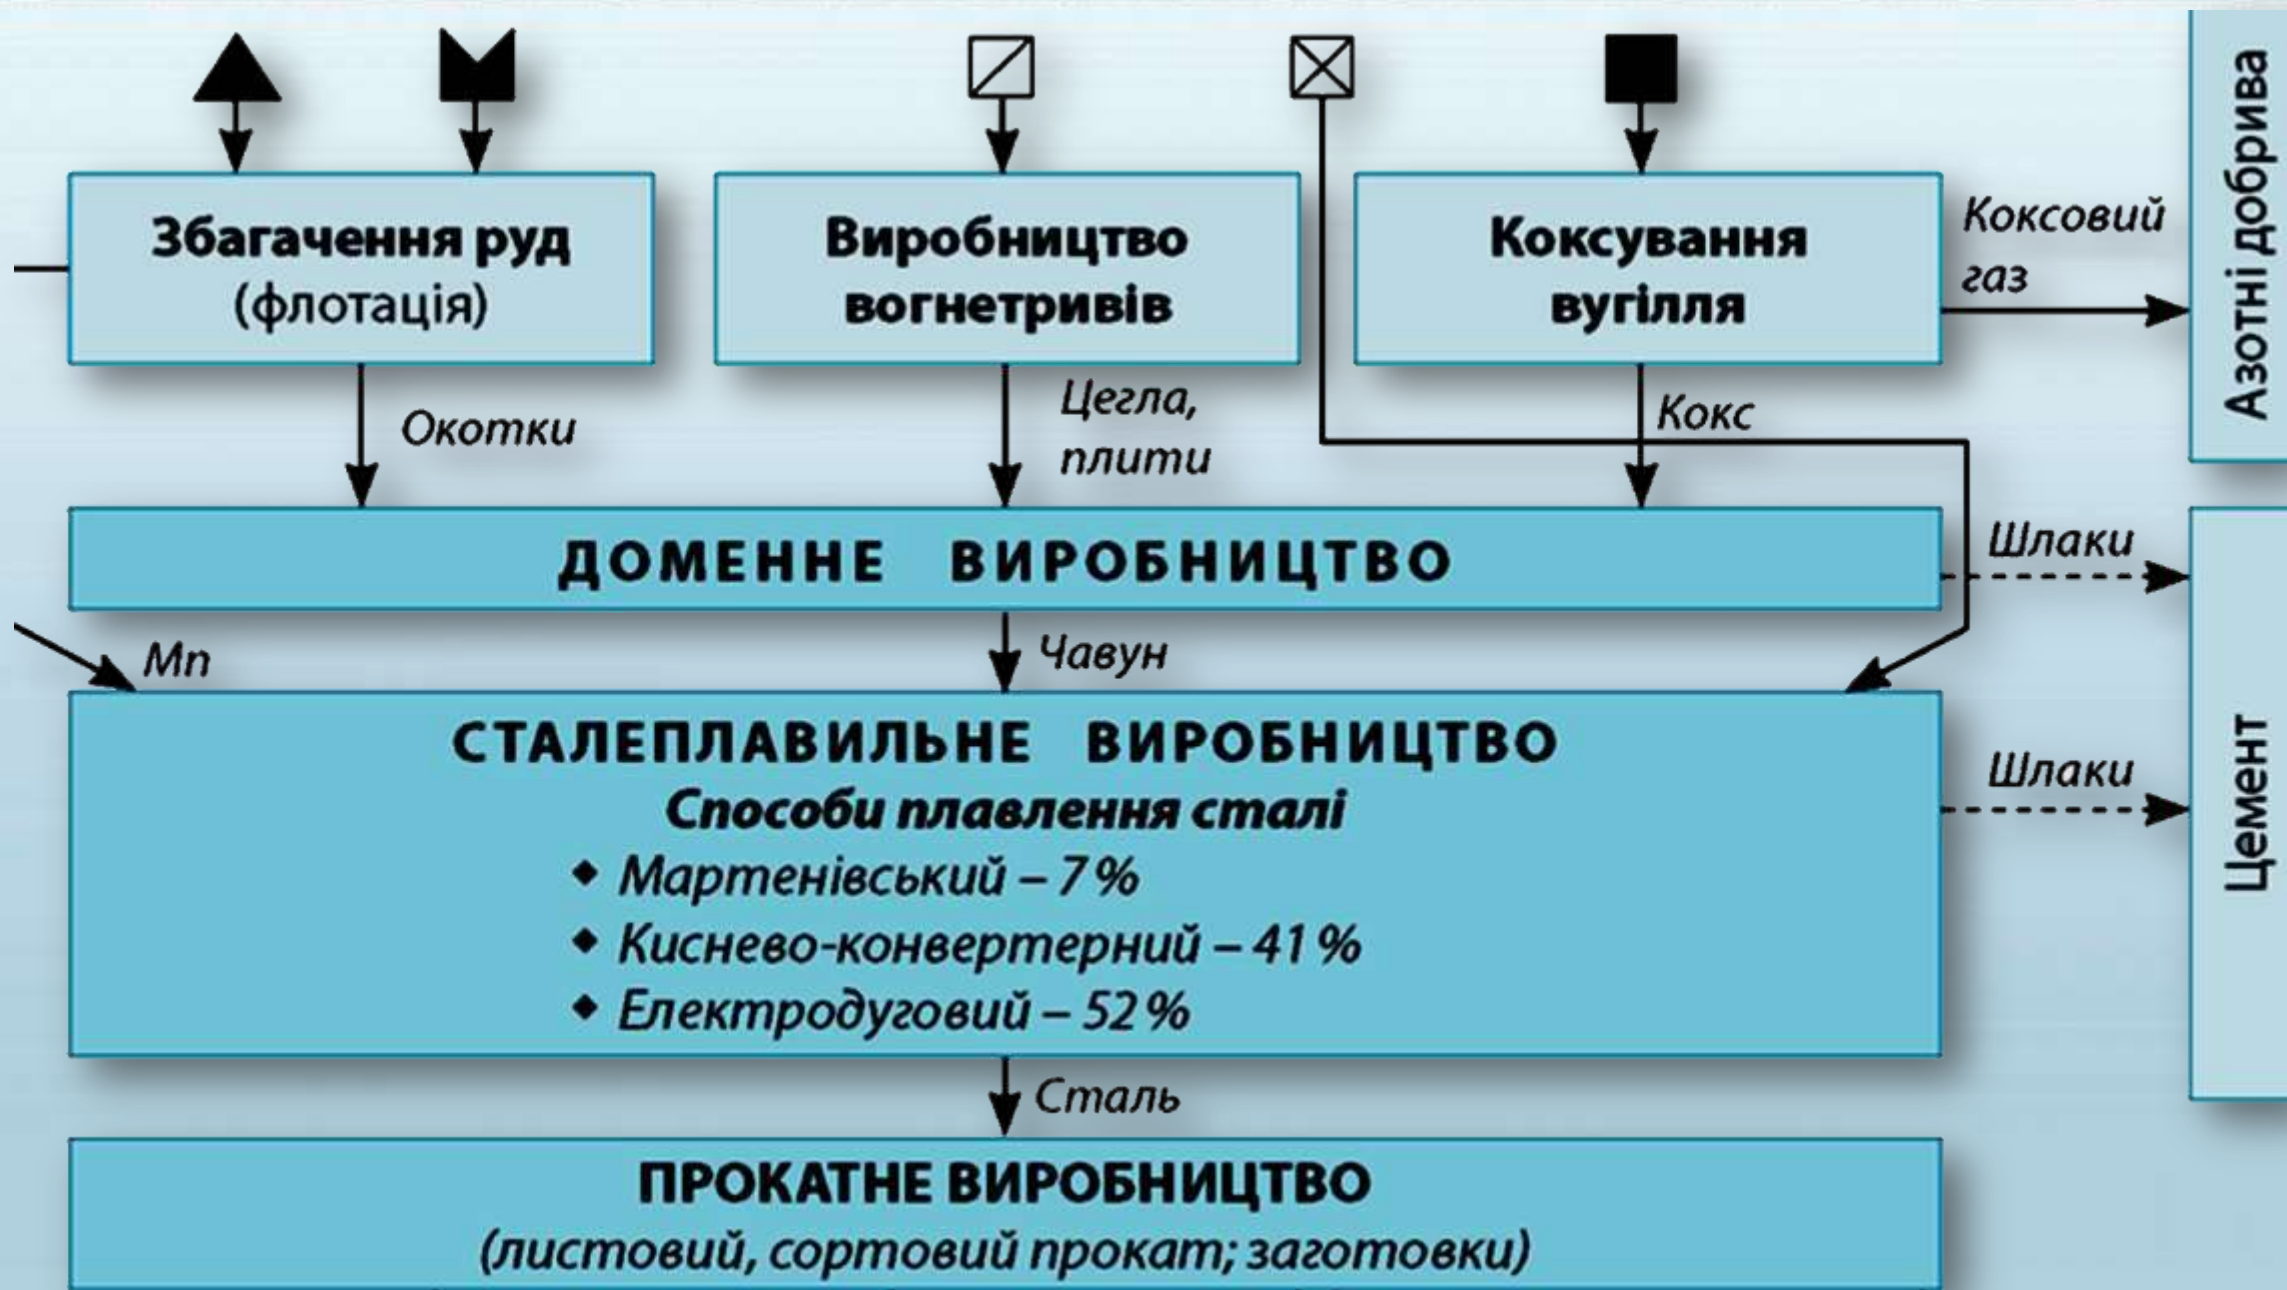 Збагачення руд
(флотація)
Виробництво
вогнетривів
Коксування
вугілля
Коксовий
газ
Азотні добрива
Окотки
Цегла,
плити
Кокс
ДОМЕННЕ ВИРОБНИЦТВО
Шлаки
Мп
Чавун
СТАЛЕПЛАВИЛЬНЕ ВИРОБНИЦТВО
Способи плавлення сталі
◆ Мартенівський – 7 %
◆ Киснево-конвертерний – 41 %
◆ Електродуговий – 52 %
Шлаки
Цемент
Сталь
ПРОКАТНЕ ВИРОБНИЦТВО
(листовий, сортовий прокат; заготовки)